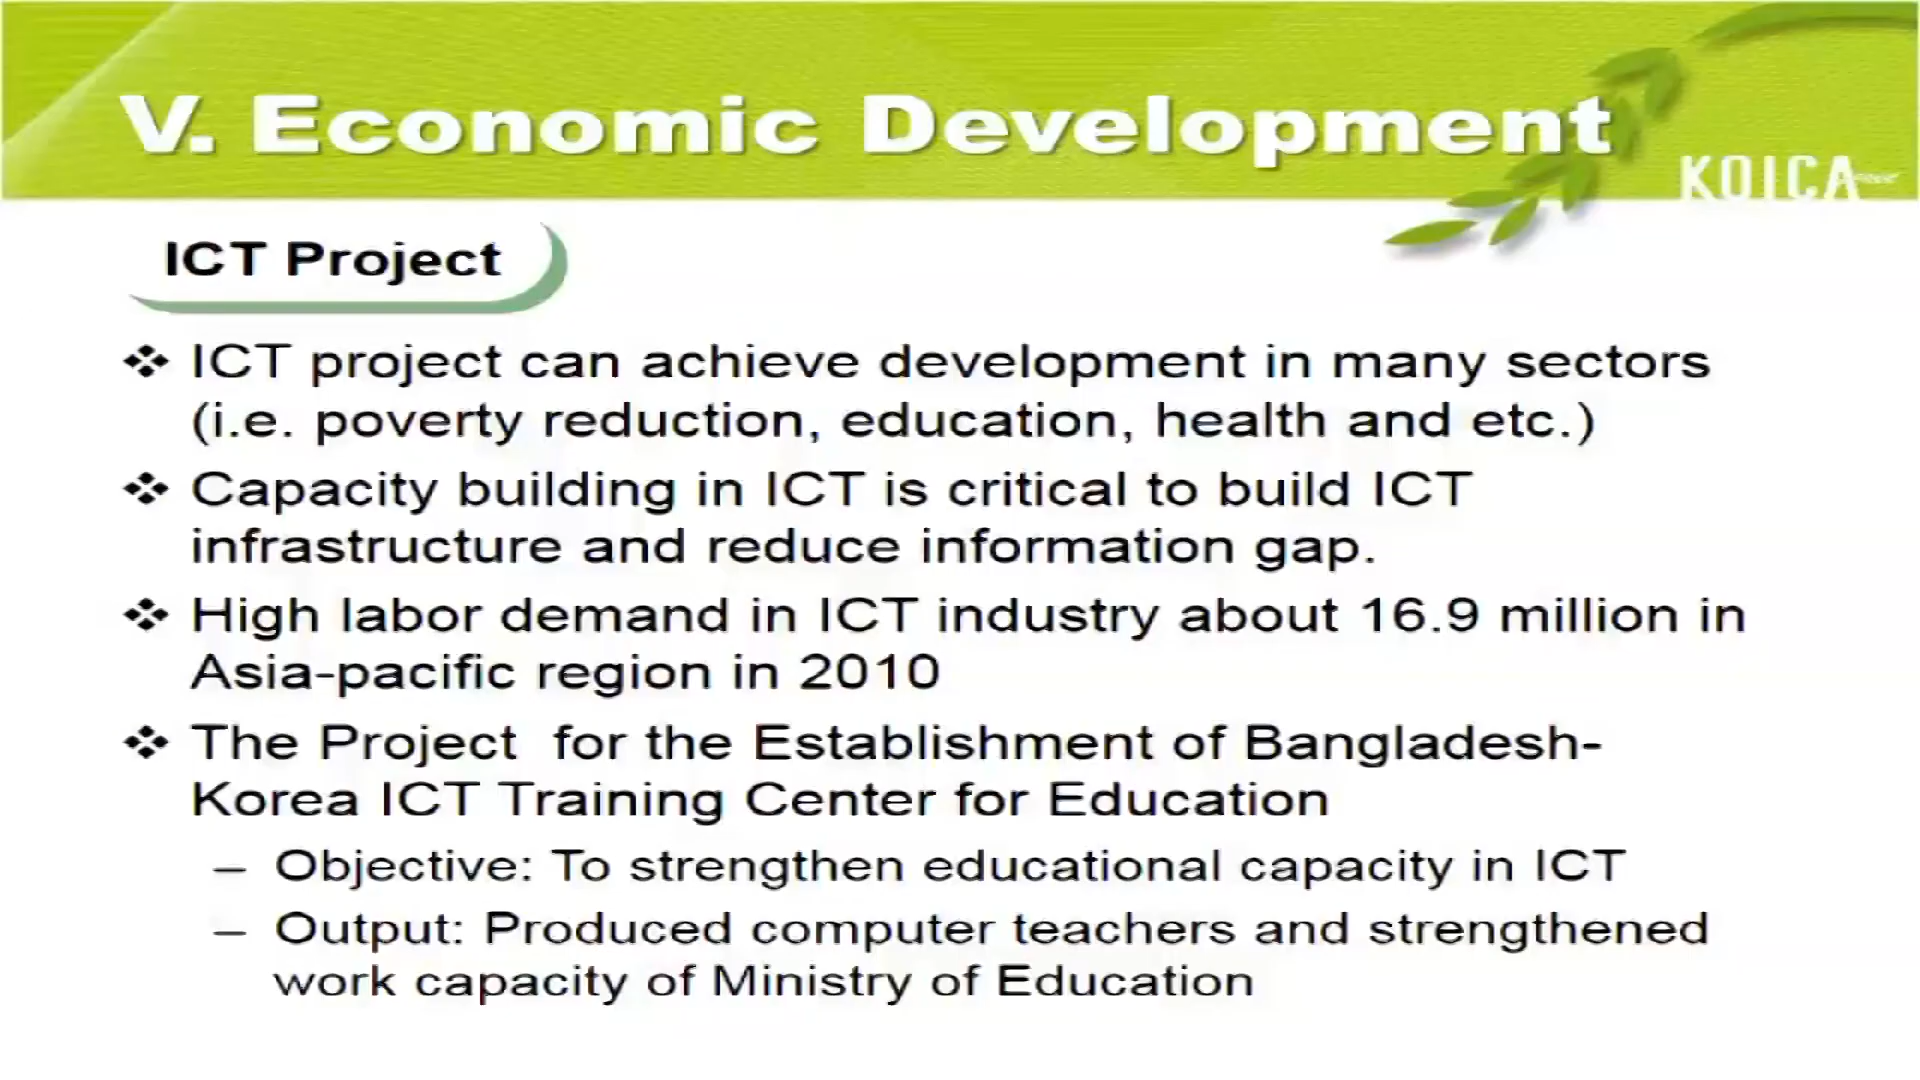 V. Economic Development
KOICA
ICT Project
❖ ICT project can achieve development in many sectors
(i.e. poverty reduction, education, health and etc.)
❖ Capacity building in ICT is critical to build ICT
infrastructure and reduce information gap.
❖ High labor demand in ICT industry about 16.9 million in
Asia-pacific region in 2010
❖ The Project for the Establishment of Bangladesh-
Korea ICT Training Center for Education
– Objective: To strengthen educational capacity in ICT
– Output: Produced computer teachers and strengthened
work capacity of Ministry of Education